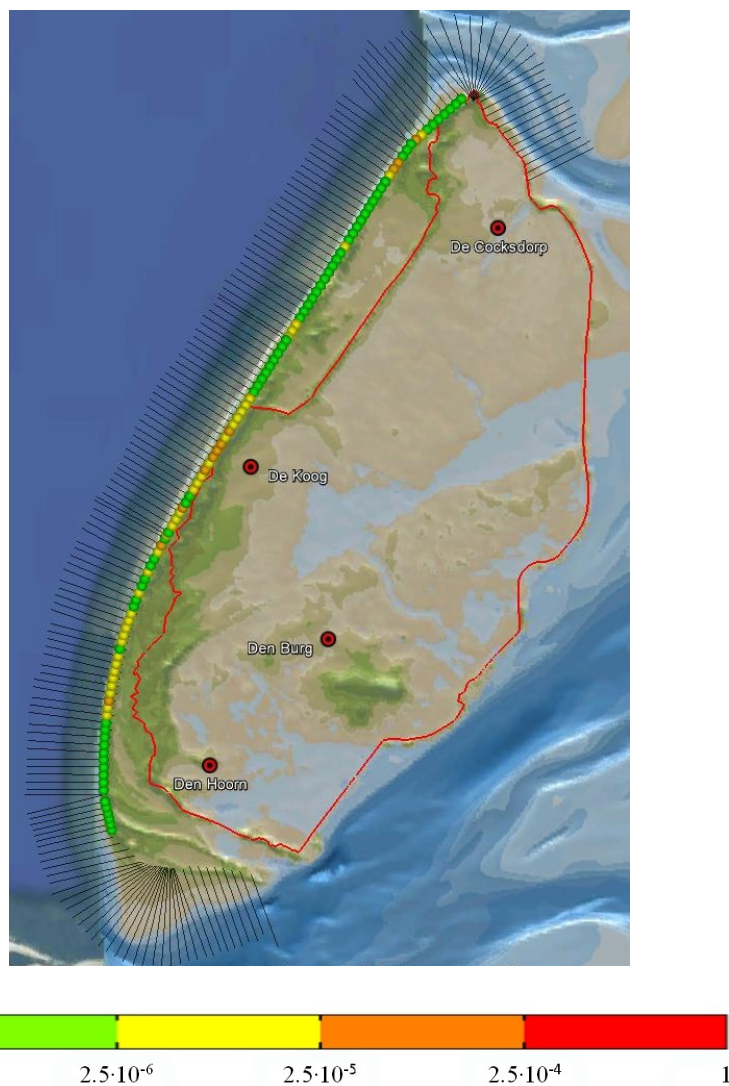 De Cocksdorp
De Koog
Den Burg
Den Hoorn
2.5·10⁻⁶ 2.5·10⁻⁵ 2.5·10⁻⁴ 1